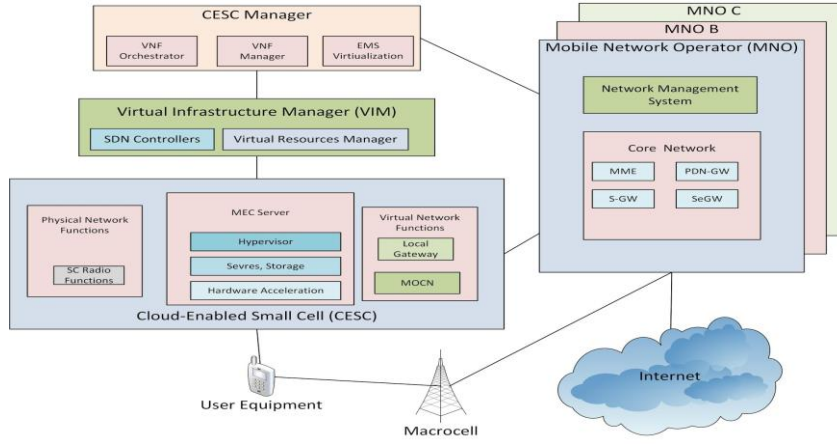 CESC Manager
VNF
Orchestrator
VNF
Manager
EMS
Virtiualization
MNO C
MNO B
Mobile Network Operator (MNO)
Network Management
System
Virtual Infrastructure Manager (VIM)
SDN Controllers
Virtual Resources Manager
Core Network
MME
PDN-GW
S-GW
SeGW
Physical Network
Functions
SC Radio
Functions
MEC Server
Hypervisor
Sevres, Storage
Hardware Acceleration
Virtual Network
Functions
Local
Gateway
MOCN
Cloud-Enabled Small Cell (CESC)
User Equipment
Macrocell
Internet